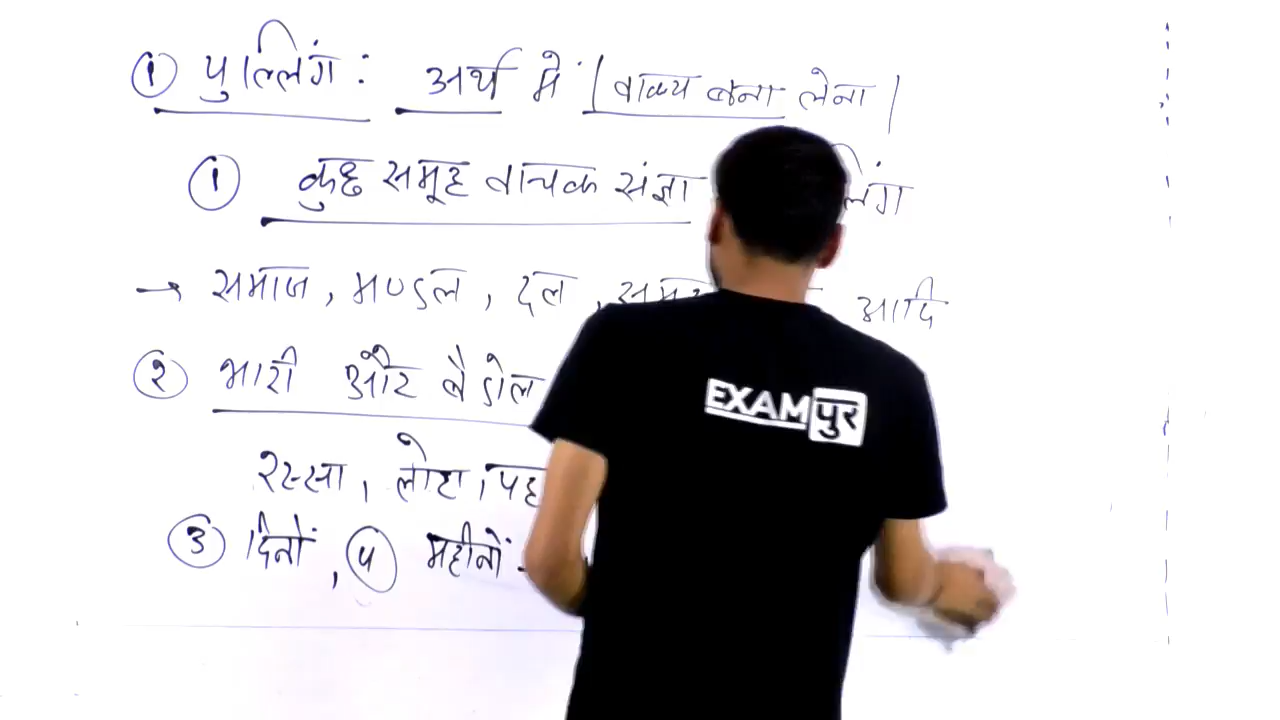 ① पुल्लिंग : अर्थ में | वाक्य बना लेना |
① कुछ समूह वाचक संज्ञा लिंग
→ समाज, मण्डल, दल, समूह आदि
② भारी और बेडोल
रस्सा, लोटा, पह
③ दिनों, ④ महीनों -
EXAMपुर